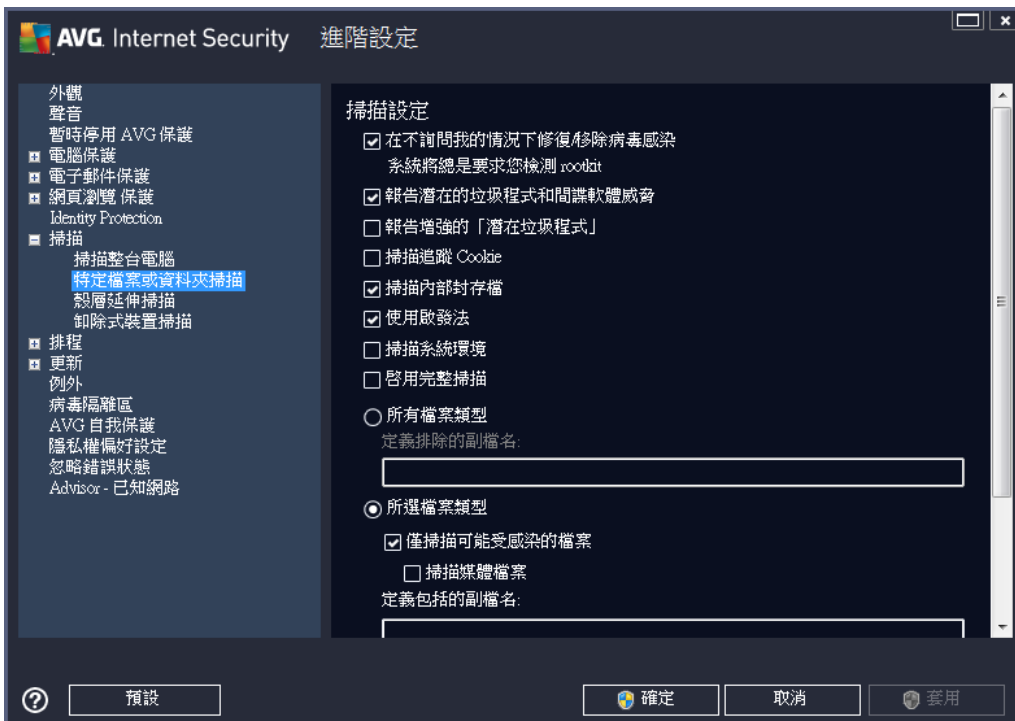 AVG. Internet Security 進階設定
外觀
聲音
暫時停用 AVG 保護
電腦保護
電子郵件保護
網頁瀏覽 保護
Identity Protection
掃描
掃描整台電腦
特定檔案或資料夾掃描
殼層延伸掃描
卸除式裝置掃描
排程
更新
例外
病毒隔離區
AVG 自我保護
隱私權偏好設定
忽略錯誤狀態
Advisor - 已知網路
掃描設定
在不詢問我的情況下修復/移除病毒感染
系統將總是要求您檢測 rootkit
報告潛在的垃圾程式和間諜軟體威脅
報告增強的「潛在垃圾程式」
掃描追蹤 Cookie
掃描內部封存檔
使用啟發法
掃描系統環境
啓用完整掃描
所有檔案類型
定義排除的副檔名:
所選檔案類型
僅掃描可能受感染的檔案
掃描媒體檔案
定義包括的副檔名:
預設
確定
取消
套用